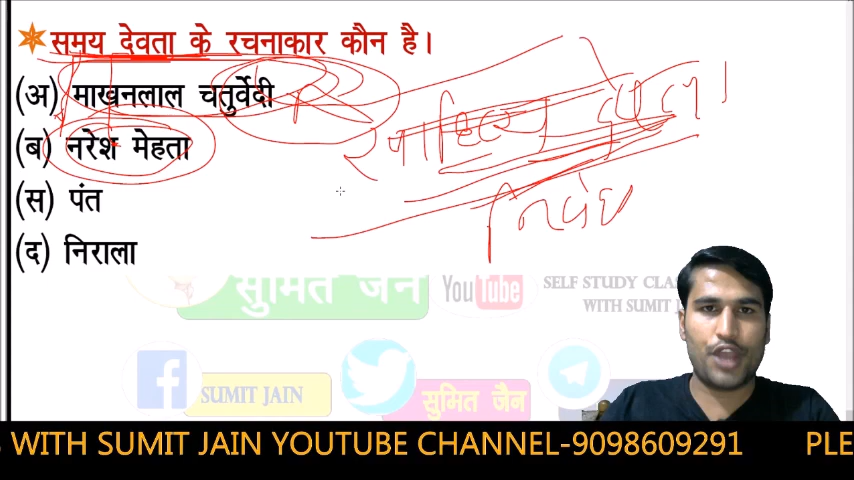 समय देवता के रचनाकार कौन है।
(अ) माखनलाल चतुर्वेदी
(ब) नरेश मेहता
साहित्य देवता
निबंध
(स) पंत
(द) निराला
सुमित जैन
YouTube
SELF STUDY CLA
WITH SUMIT J
SUMIT JAIN
सुमित जैन
WITH SUMIT JAIN YOUTUBE CHANNEL-9098609291 PLE